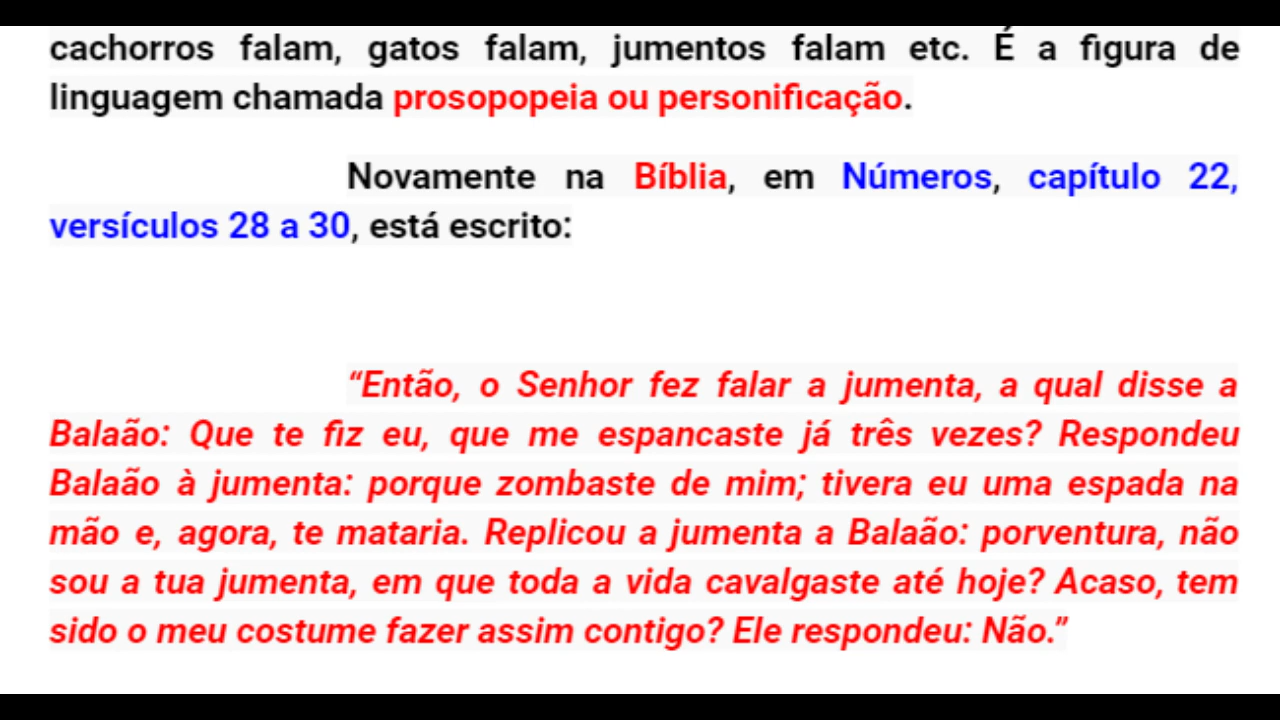 cachorros falam, gatos falam, jumentos falam etc. É a figura de
linguagem chamada prosopopeia ou personificação.
Novamente na Bíblia, em Números, capítulo 22,
versículos 28 a 30, está escrito:
“Então, o Senhor fez falar a jumenta, a qual disse a
Balaão: Que te fiz eu, que me espancaste já três vezes? Respondeu
Balaão à jumenta: porque zombaste de mim; tivera eu uma espada na
mão e, agora, te mataria. Replicou a jumenta a Balaão: porventura, não
sou a tua jumenta, em que toda a vida cavalgaste até hoje? Acaso, tem
sido o meu costume fazer assim contigo? Ele respondeu: Não.”